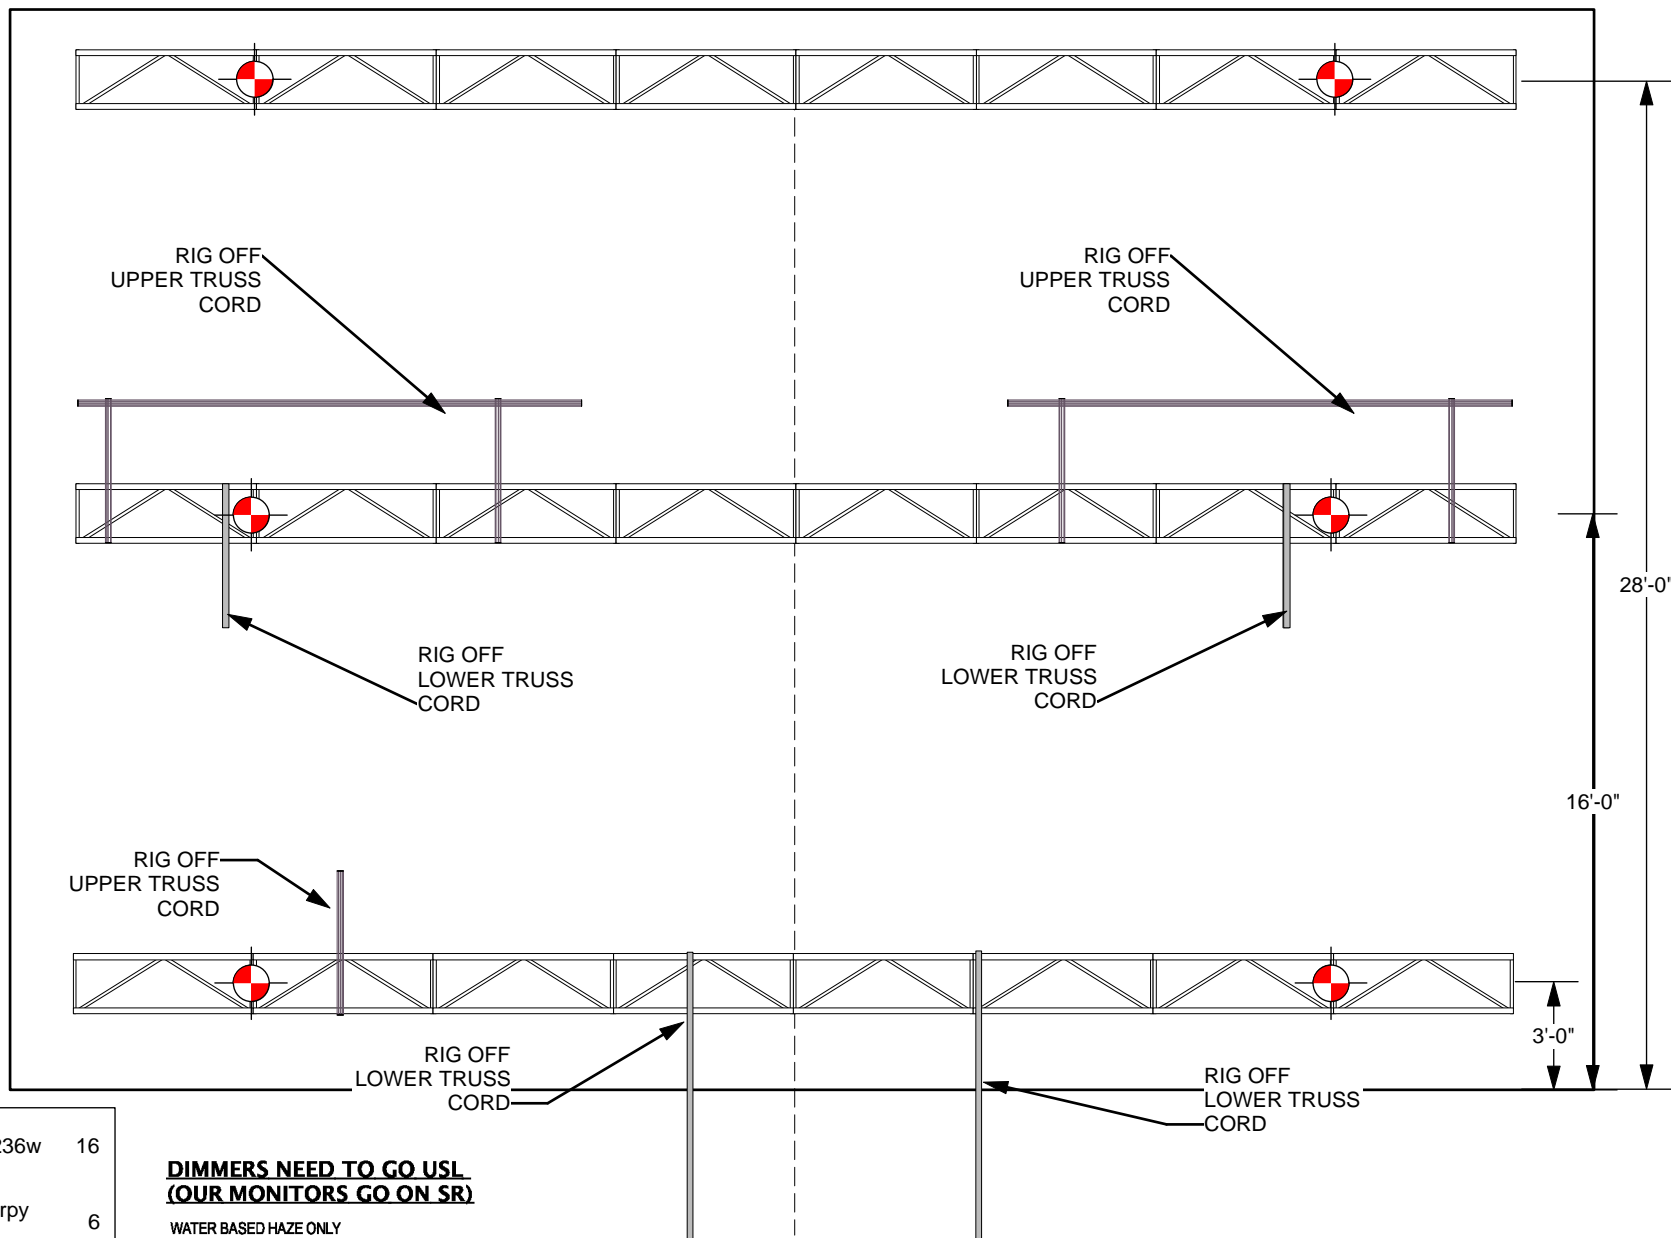 RIG OFF
UPPER TRUSS
CORD
RIG OFF
UPPER TRUSS
CORD
28'-0"
RIG OFF
LOWER TRUSS
CORD
RIG OFF
LOWER TRUSS
CORD
16'-0"
RIG OFF
UPPER TRUSS
CORD
3'-0"
RIG OFF
LOWER TRUSS
CORD
RIG OFF
LOWER TRUSS
CORD
236w 16
rpy 6
DIMMERS NEED TO GO USL
(OUR MONITORS GO ON SR)
WATER BASED HAZE ONLY